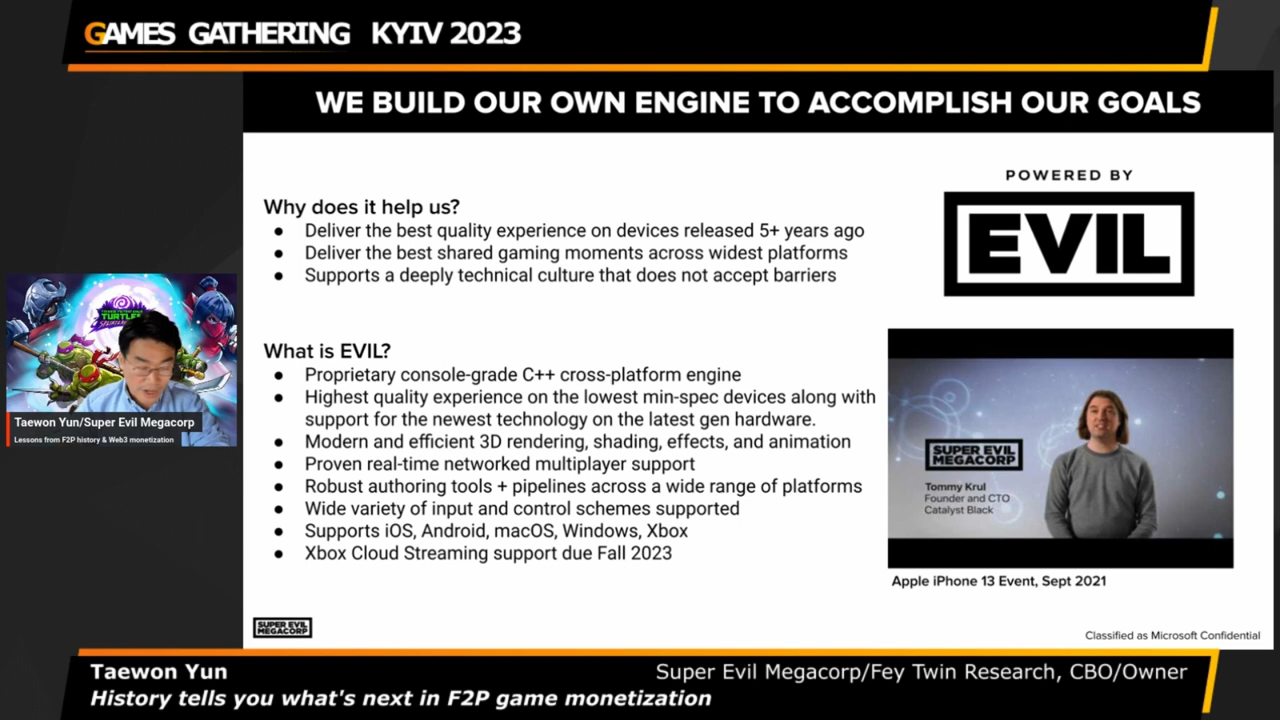 GAMES GATHERING KYIV 2023
WE BUILD OUR OWN ENGINE TO ACCOMPLISH OUR GOALS
Why does it help us?
● Deliver the best quality experience on devices released 5+ years ago
● Deliver the best shared gaming moments across widest platforms
● Supports a deeply technical culture that does not accept barriers
POWERED BY
EVIL
What is EVIL?
● Proprietary console-grade C++ cross-platform engine
● Highest quality experience on the lowest min-spec devices along with
support for the newest technology on the latest gen hardware.
● Modern and efficient 3D rendering, shading, effects, and animation
● Proven real-time networked multiplayer support
● Robust authoring tools + pipelines across a wide range of platforms
● Wide variety of input and control schemes supported
● Supports iOS, Android, macOS, Windows, Xbox
● Xbox Cloud Streaming support due Fall 2023
SUPER EVIL
MEGACORP
Tommy Krul
Founder and CTO
Catalyst Black
Apple iPhone 13 Event, Sept 2021
TURTLES
Taewon Yun/Super Evil Megacorp
Lessons from F2P history & Web3 monetization
SUPER EVIL
MEGACORP
Classified as Microsoft Confidential
Taewon Yun
Super Evil Megacorp/Fey Twin Research, CBO/Owner
History tells you what's next in F2P game monetization